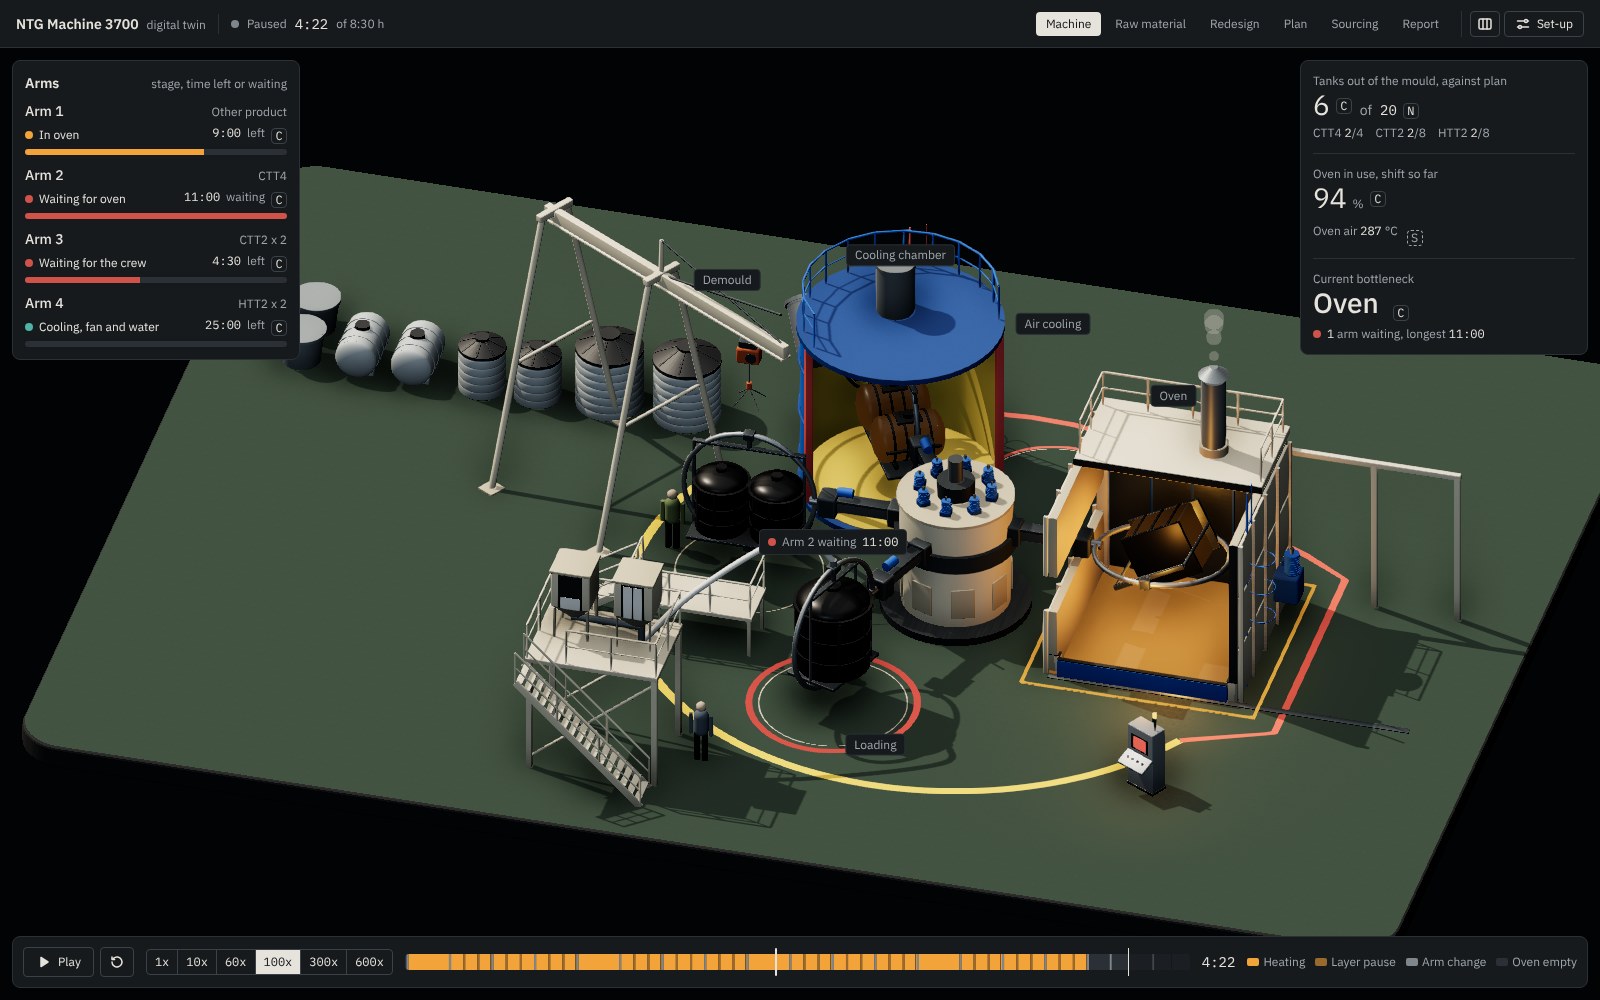 NTG Machine 3700 digital twin Paused 4:22 of 8:30 h Machine Raw material Redesign Plan Sourcing Report Set-up
Arms stage, time left or waiting
Arm 1 Other product
In oven 9:00 left C
Arm 2 CTT4
Waiting for oven 11:00 waiting C
Arm 3 CTT2 x 2
Waiting for the crew 4:30 left C
Arm 4 HTT2 x 2
Cooling, fan and water 25:00 left C
Tanks out of the mould, against plan
6 C of 20 N
CTT4 2/4 CTT2 2/8 HTT2 2/8
Oven in use, shift so far
94 % C
Oven air 287 °C S
Current bottleneck
Oven C
1 arm waiting, longest 11:00
Cooling chamber
Demould
Air cooling
Oven
Arm 2 waiting 11:00
Loading
Play 1x 10x 60x 100x 300x 600x 4:22 Heating Layer pause Arm change Oven empty